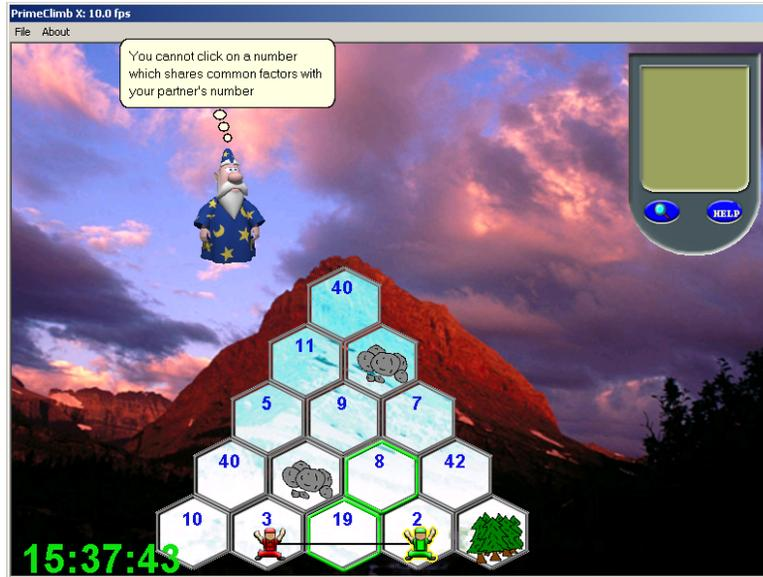 PrimeClimb X: 10.0 fps
File About
You cannot click on a number
which shares common factors with
your partner's number
HELP
40
11
5 9 7
40 8 42
10 3 19 2
15:37:43